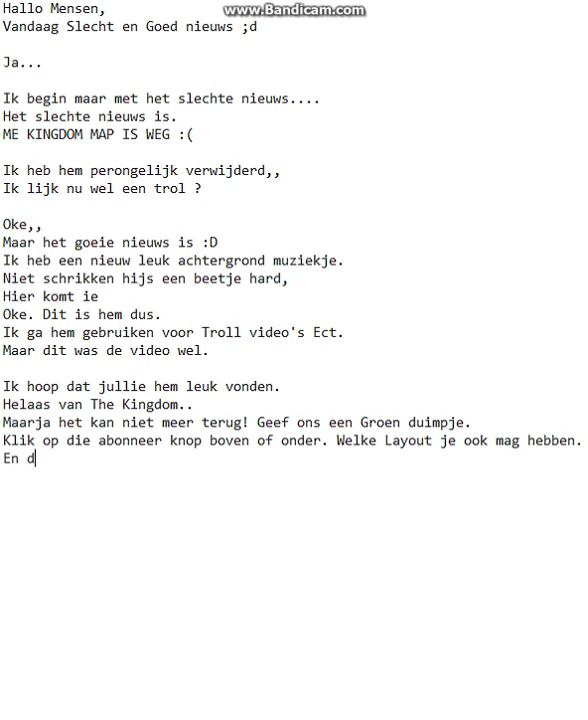 www.Bandicam.com
Hallo Mensen,
Vandaag Slecht en Goed nieuws ;d
Ja...
Ik begin maar met het slechte nieuws....
Het slechte nieuws is.
ME KINGDOM MAP IS WEG :(
Ik heb hem perongelijk verwijderd,,
Ik lijk nu wel een trol ?
Oke,,
Maar het goeie nieuws is :D
Ik heb een nieuw leuk achtergrond muziekje.
Niet schrikken hijs een beetje hard,
Hier komt ie
Oke. Dit is hem dus.
Ik ga hem gebruiken voor Troll video's Ect.
Maar dit was de video wel.
Ik hoop dat jullie hem leuk vonden.
Helaas van The Kingdom..
Maarja het kan niet meer terug! Geef ons een Groen duimpje.
Klik op die abonneer knop boven of onder. Welke Layout je ook mag hebben.
En d